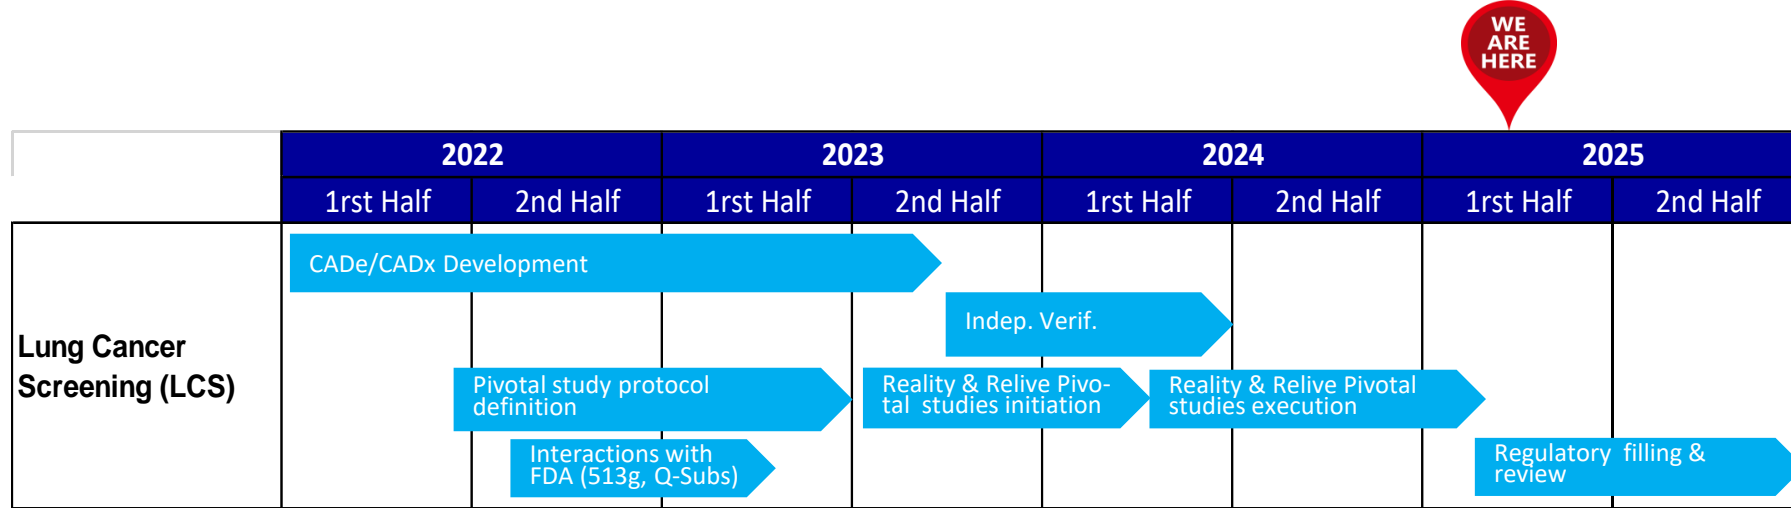 WE
ARE
HERE
2022 2023 2024 2025
1rst Half 2nd Half 1rst Half 2nd Half 1rst Half 2nd Half 1rst Half 2nd Half
Lung Cancer
Screening (LCS)
CADe/CADx Development
Indep. Verif.
Pivotal study protocol
definition
Reality & Relive Pivo-
tal  studies initiation
Reality & Relive Pivotal
studies execution
Interactions with
FDA (513g, Q-Subs)
Regulatory  filling &
review